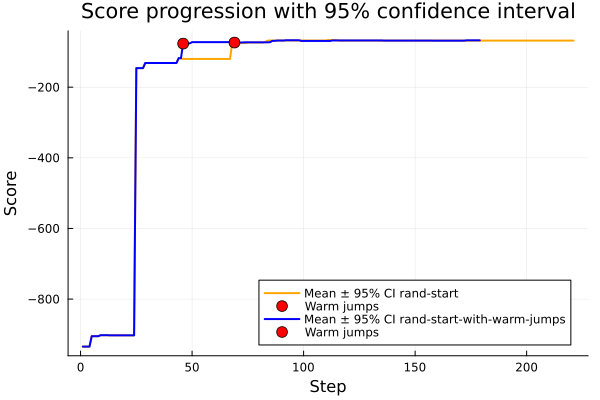 Score progression with 95% confidence interval
Score
−200
−400
−600
−800
Mean ± 95% CI rand-start
Warm jumps
Mean ± 95% CI rand-start-with-warm-jumps
Warm jumps
0 50 100 150 200
Step